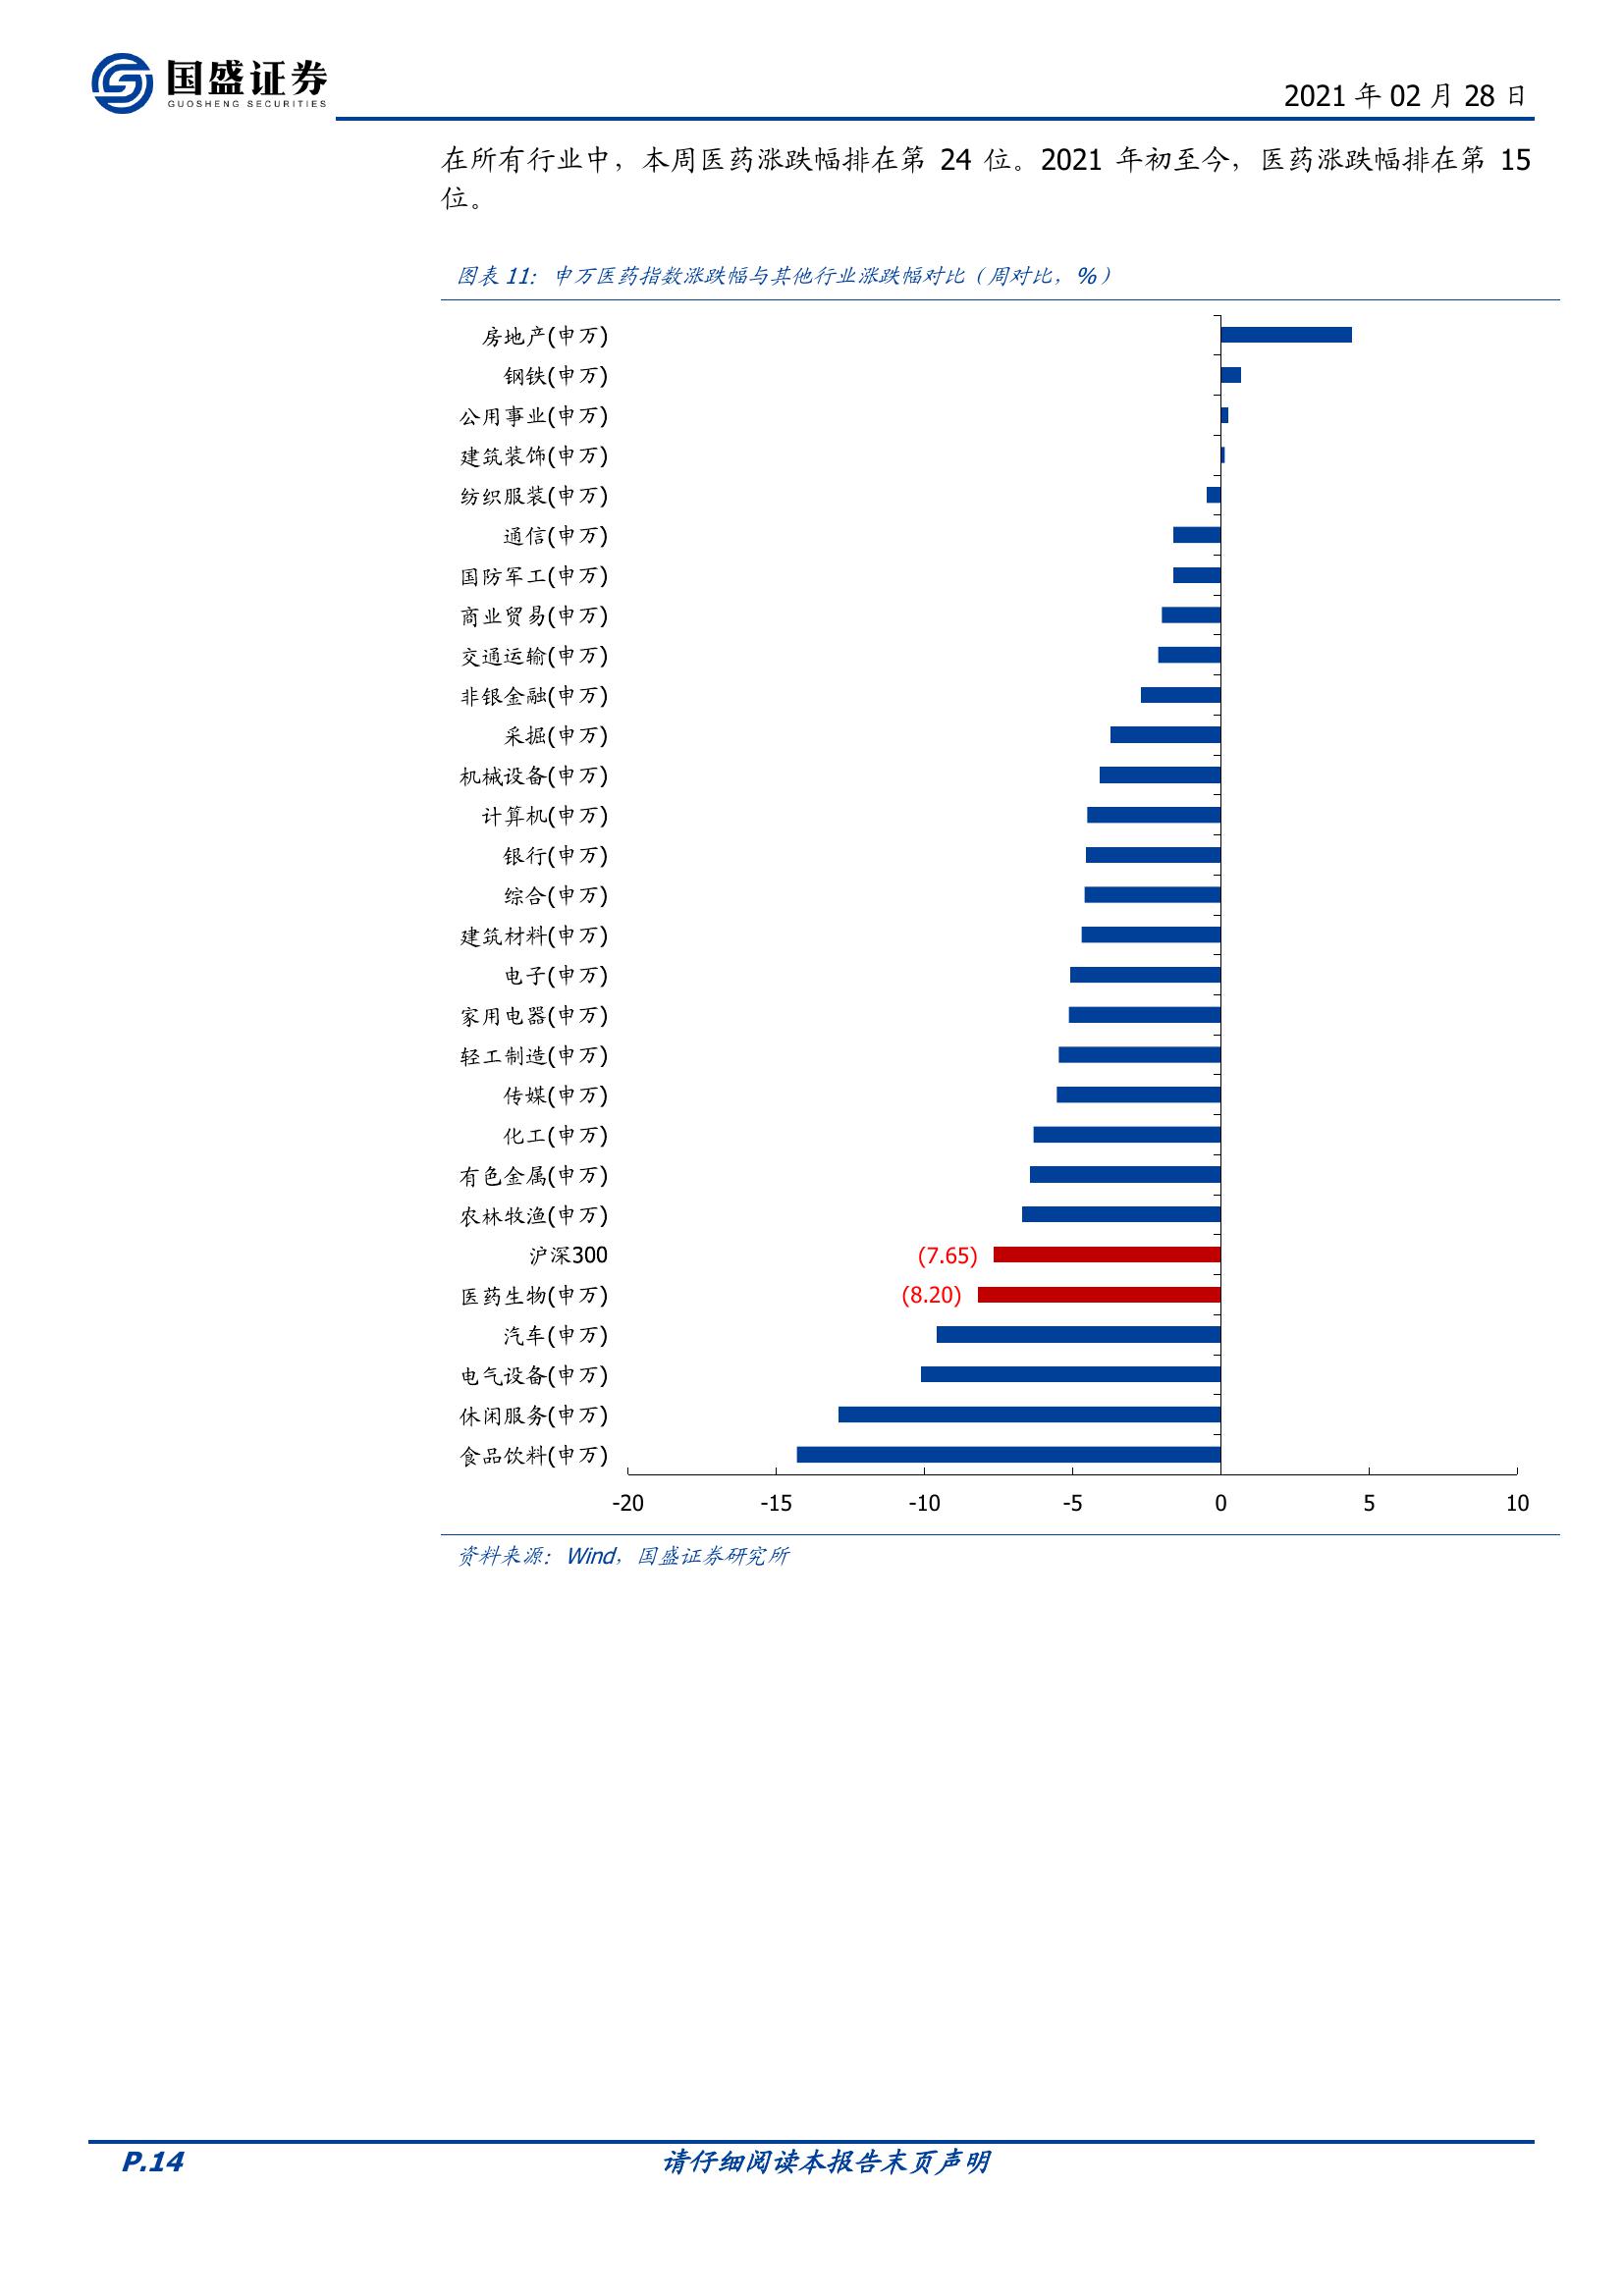 国盛证券
GUOSHENG SECURITIES
2021 年 02 月 28 日
在所有行业中，本周医药涨跌幅排在第 24 位。2021 年初至今，医药涨跌幅排在第 15
位。
图表 11：申万医药指数涨跌幅与其他行业涨跌幅对比（周对比，%）
房地产(申万)
钢铁(申万)
公用事业(申万)
建筑装饰(申万)
纺织服装(申万)
通信(申万)
国防军工(申万)
商业贸易(申万)
交通运输(申万)
非银金融(申万)
采掘(申万)
机械设备(申万)
计算机(申万)
银行(申万)
综合(申万)
建筑材料(申万)
电子(申万)
家用电器(申万)
轻工制造(申万)
传媒(申万)
化工(申万)
有色金属(申万)
农林牧渔(申万)
沪深300 (7.65)
医药生物(申万) (8.20)
汽车(申万)
电气设备(申万)
休闲服务(申万)
食品饮料(申万)
-20 -15 -10 -5 0 5 10
资料来源：Wind，国盛证券研究所
P.14 请仔细阅读本报告末页声明